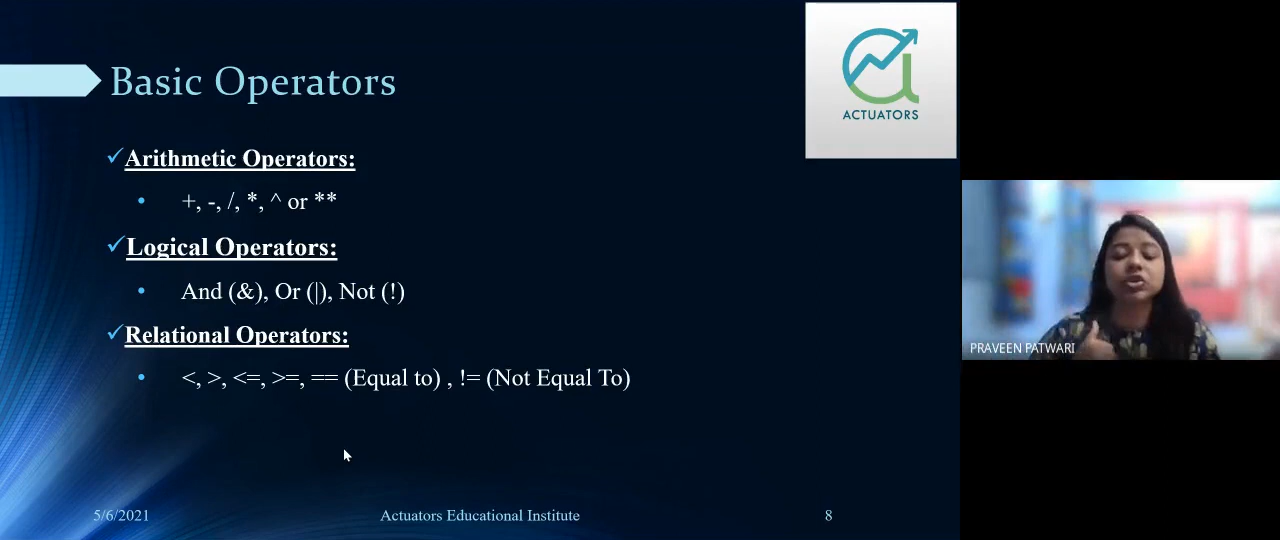 Basic Operators
ACTUATORS
✓Arithmetic Operators:
• +, -, /, *, ^ or **
✓Logical Operators:
• And (&), Or (|), Not (!)
✓Relational Operators:
• <, >, <=, >=, == (Equal to) , != (Not Equal To)
PRAVEEN PATWARI
5/6/2021
Actuators Educational Institute
8